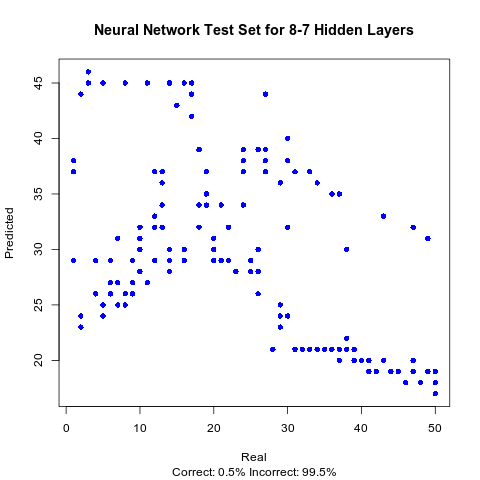 Neural Network Test Set for 8-7 Hidden Layers
Predicted
45
40
35
30
25
20
0 10 20 30 40 50
Real
Correct: 0.5% Incorrect: 99.5%